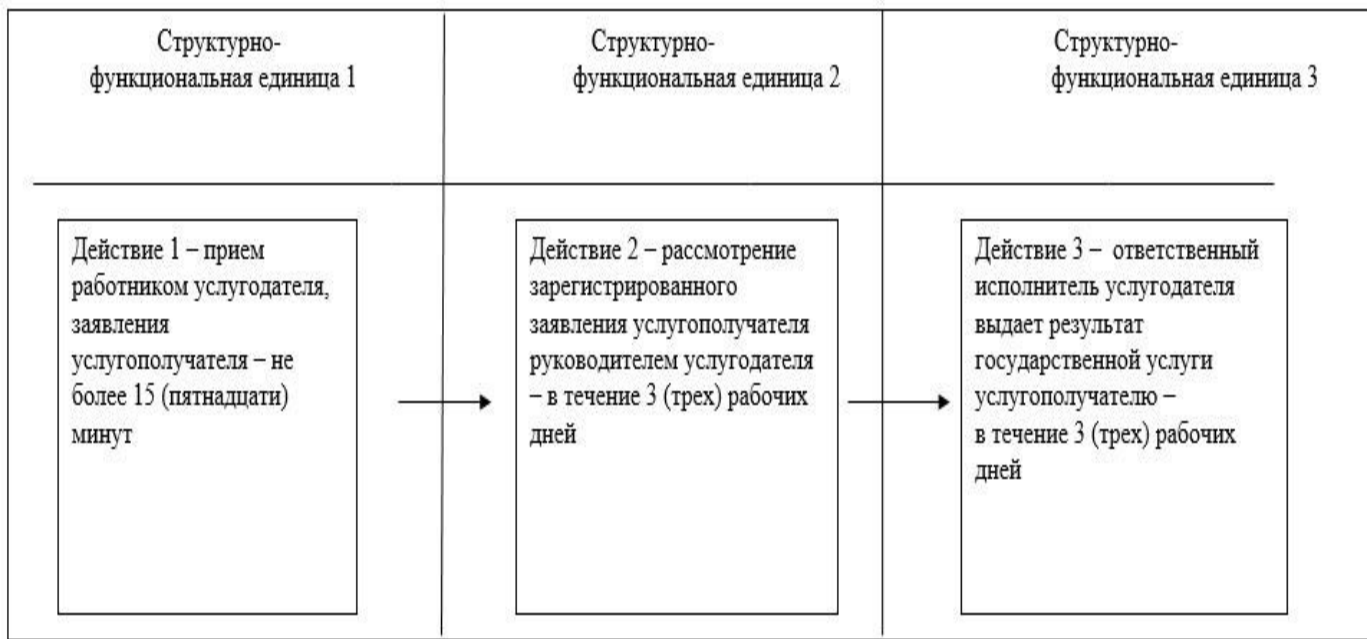 Структурно-
функциональная единица 1
Структурно-
функциональная единица 2
Структурно-
функциональная единица 3
Действие 1 – прием
работником услугодателя,
заявления
услугополучателя – не
более 15 (пятнадцати)
минут
Действие 2 – рассмотрение
зарегистрированного
заявления услугополучателя
руководителем услугодателя
– в течение 3 (трех) рабочих
дней
Действие 3 – ответственный
исполнитель услугодателя
выдает результат
государственной услуги
услугополучателю –
в течение 3 (трех) рабочих
дней